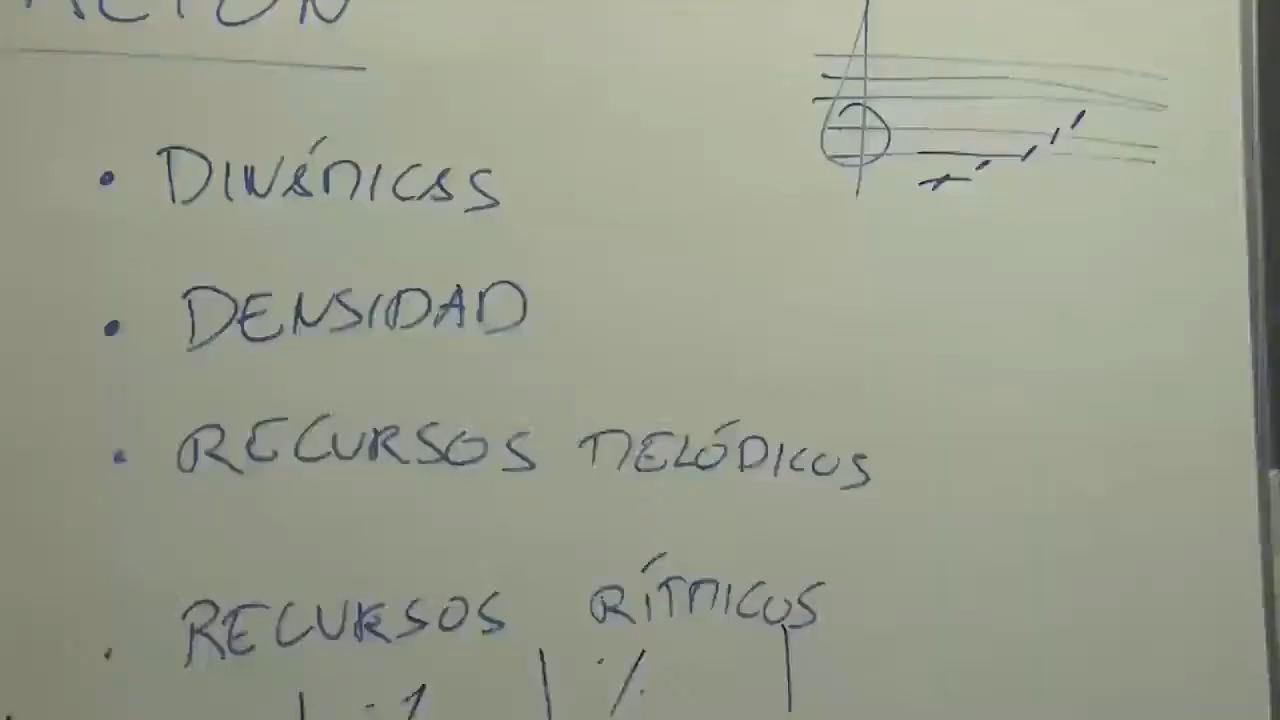 • DINÁMICAS
• DENSIDAD
• RECURSOS MELÓDICOS
• RECURSOS RÍTMICOS